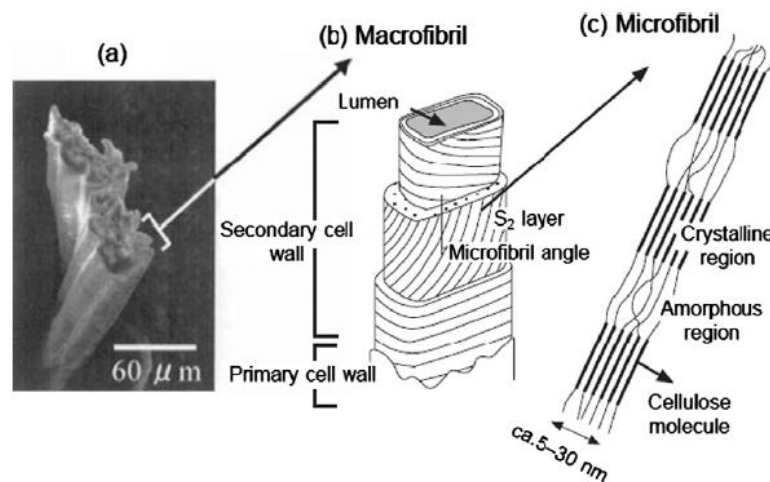 (a)
60 μm
(b) Macrofibril
Lumen
Secondary cell
wall
S₂ layer
Microfibril angle
Primary cell wall
(c) Microfibril
Crystalline
region
Amorphous
region
Cellulose
molecule
ca.5–30 nm